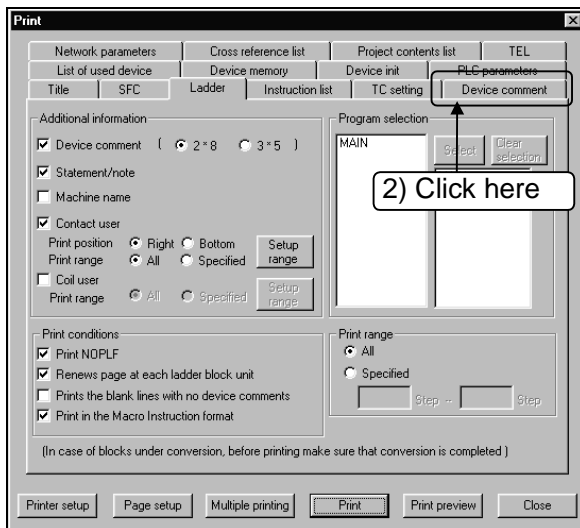 Print
Network parameters Cross reference list Project contents list TEL
List of used device Device memory Device init PLC parameters
Title SFC Ladder Instruction list TC setting Device comment
Additional information
Device comment ( 2*8 3*5 )
Statement/note
Machine name
Contact user
Print position Right Bottom
Print range All Specified
Setup range
Coil user
Print range All Specified
Setup range
Program selection
MAIN
Select
Clear selection
2) Click here
Print conditions
Print NOPLF
Renews page at each ladder block unit
Prints the blank lines with no device comments
Print in the Macro Instruction format
Print range
All
Specified
Step -- Step
(In case of blocks under conversion, before printing make sure that conversion is completed )
Printer setup Page setup Multiple printing Print Print preview Close